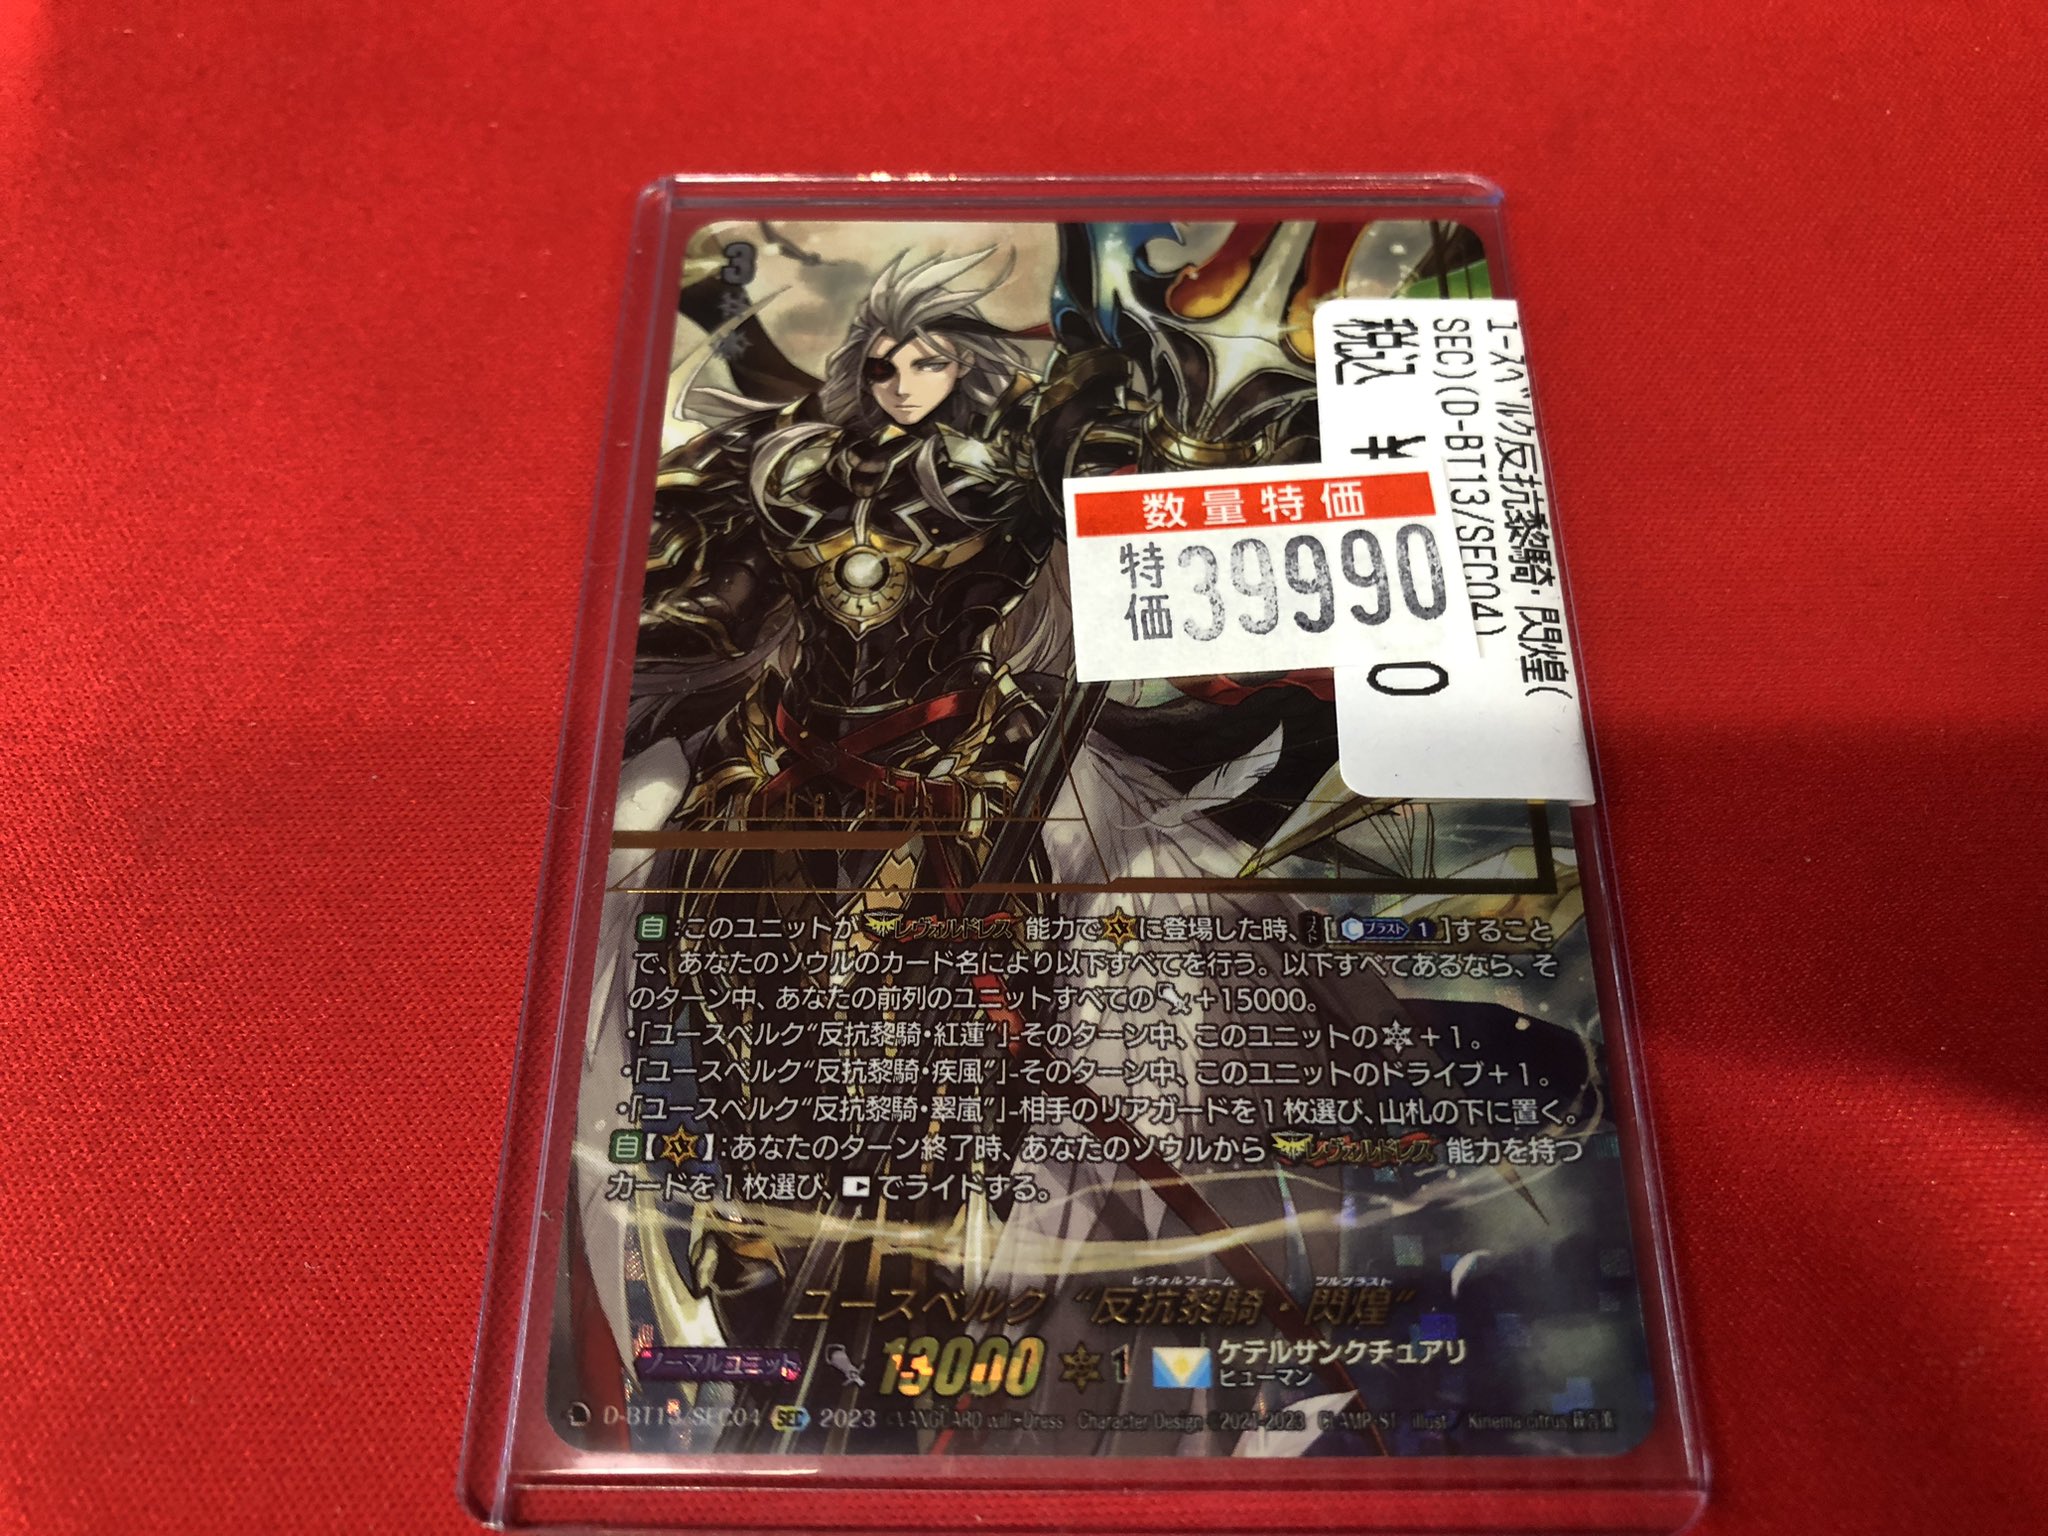 3
ユースベルク反抗黎騎・閃煌(
SEC)(D-BT13/SEC04)
税込 ¥
0
数量特価
特価 39990
自:このユニットが レヴォルドレス 能力でVに登場した時、コスト[Cブラスト1]すること
で、あなたのソウルのカード名により以下すべてを行う。以下すべてあるなら、そ
のターン中、あなたの前列のユニットすべての+15000。
・「ユースベルク“反抗黎騎・紅蓮”」-そのターン中、このユニットの+1。
・「ユースベルク“反抗黎騎・疾風”」-そのターン中、このユニットのドライブ+1。
・「ユースベルク“反抗黎騎・翠嵐”」-相手のリアガードを1枚選び、山札の下に置く。
自【V】:あなたのターン終了時、あなたのソウルから レヴォルドレス 能力を持つ
カードを1枚選び、でライドする。
レヴォルフォーム フルブラスト
ユースベルク “反抗黎騎・閃煌”
ノーマルユニット 13000 1 ケテルサンクチュアリ
ヒューマン
D-BT13/SEC04 SEC 2023 ©VANGUARD will+Dress Character Design ©2021-2023 CLAMP・ST illust / Kinema citrus